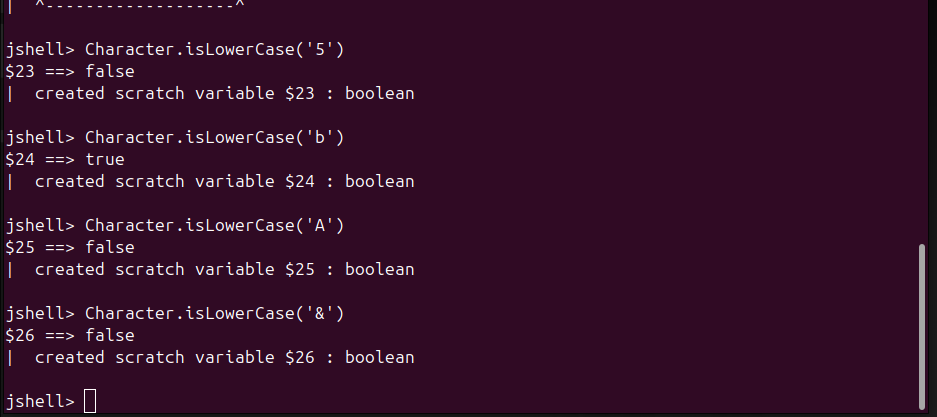 | ^-------------------^
jshell> Character.isLowerCase('5')
$23 ==> false
| created scratch variable $23 : boolean
jshell> Character.isLowerCase('b')
$24 ==> true
| created scratch variable $24 : boolean
jshell> Character.isLowerCase('A')
$25 ==> false
| created scratch variable $25 : boolean
jshell> Character.isLowerCase('&')
$26 ==> false
| created scratch variable $26 : boolean
jshell>